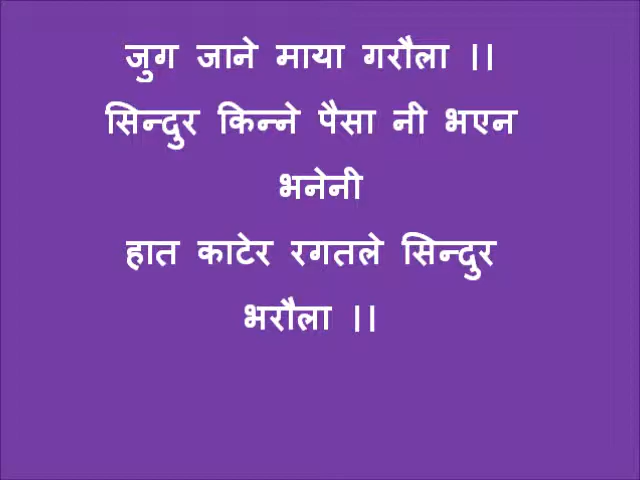 जुग जाने माया गरौला ।।
सिन्दुर किन्ने पैसा नी भएन
भनेनी
हात काटेर रगतले सिन्दुर
भरौला ।।